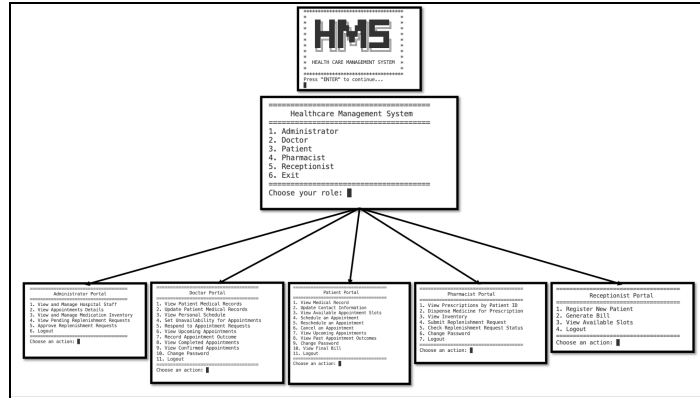 HMS
HEALTH CARE MANAGEMENT SYSTEM
Press "ENTER" to continue...
Healthcare Management System
1. Administrator
2. Doctor
3. Patient
4. Pharmacist
5. Receptionist
6. Exit
Choose your role:
Administrator Portal
1. View and Manage Hospital Staff
2. View Appointments Details
3. View and Manage Medication Inventory
4. View Pending Replenishment Requests
5. Approve Replenishment Requests
6. Logout
Choose an action:
Doctor Portal
1. View Patient Medical Records
2. Update Patient Medical Records
3. View Personal Schedule
4. Set Unavailability for Appointments
5. Respond to Appointment Requests
6. View Upcoming Appointments
7. Record Appointment Outcome
8. View Completed Appointments
9. View Confirmed Appointments
10. Change Password
11. Logout
Choose an action:
Patient Portal
1. View Medical Record
2. Update Contact Information
3. View Available Appointment Slots
4. Schedule an Appointment
5. Reschedule an Appointment
6. Cancel an Appointment
7. View Upcoming Appointments
8. View Past Appointment Outcomes
9. Change Password
10. View Final Bill
11. Logout
Choose an action:
Pharmacist Portal
1. View Prescriptions by Patient ID
2. Dispense Medicine for Prescription
3. View Inventory
4. Submit Replenishment Request
5. Check Replenishment Request Status
6. Change Password
7. Logout
Choose an action:
Receptionist Portal
1. Register New Patient
2. Generate Bill
3. View Available Slots
4. Logout
Choose an action: